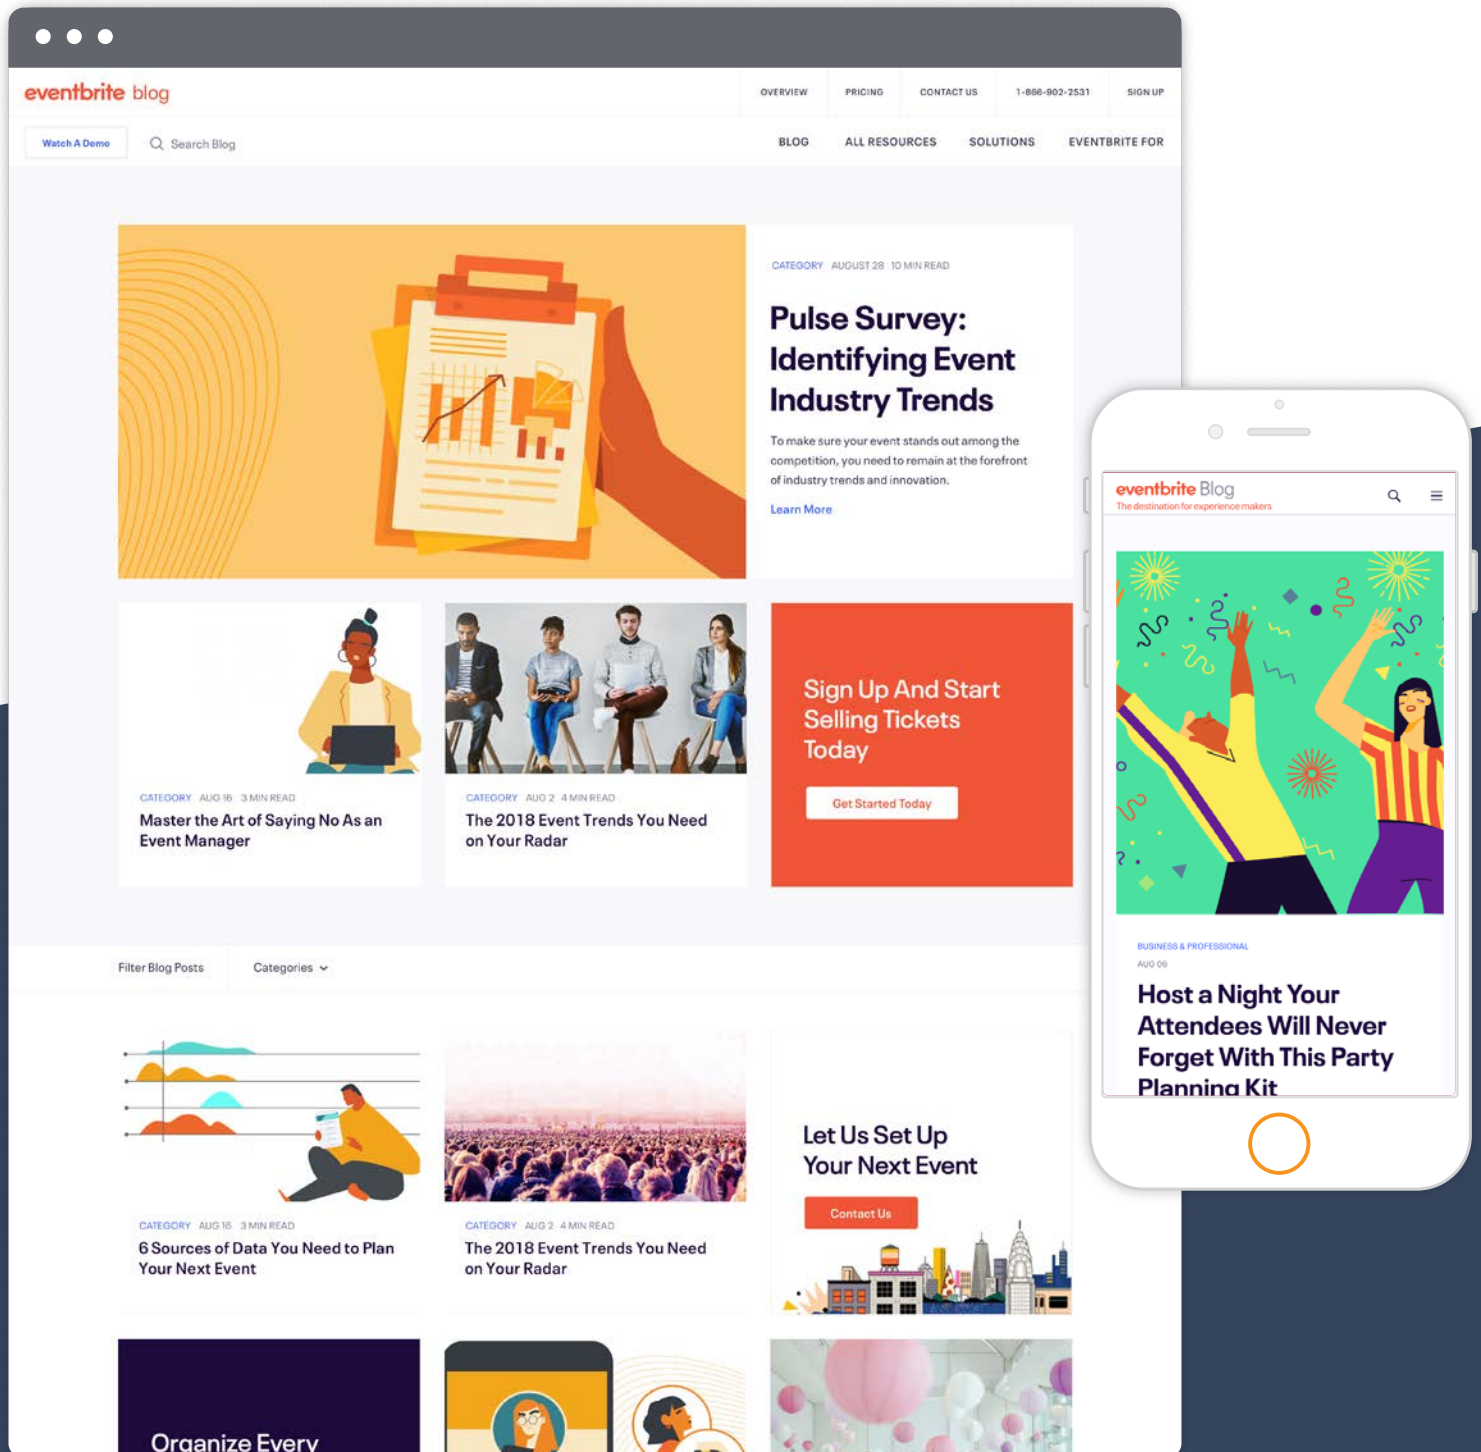 eventbrite blog
OVERVIEW PRICING CONTACT US 1-866-902-2531 SIGN UP
Watch A Demo Search Blog BLOG ALL RESOURCES SOLUTIONS EVENTBRITE FOR
CATEGORY AUGUST 28 10 MIN READ
Pulse Survey:
Identifying Event
Industry Trends
To make sure your event stands out among the
competition, you need to remain at the forefront
of industry trends and innovation.
Learn More
CATEGORY AUG 16 3 MIN READ
Master the Art of Saying No As an
Event Manager
CATEGORY AUG 2 4 MIN READ
The 2018 Event Trends You Need
on Your Radar
Sign Up And Start
Selling Tickets
Today
Get Started Today
Filter Blog Posts Categories
CATEGORY AUG 16 3 MIN READ
6 Sources of Data You Need to Plan
Your Next Event
CATEGORY AUG 2 4 MIN READ
The 2018 Event Trends You Need
on Your Radar
Let Us Set Up
Your Next Event
Contact Us
Organize Every
eventbrite Blog
The destination for experience makers
BUSINESS & PROFESSIONAL
AUG 06
Host a Night Your
Attendees Will Never
Forget With This Party
Planning Kit